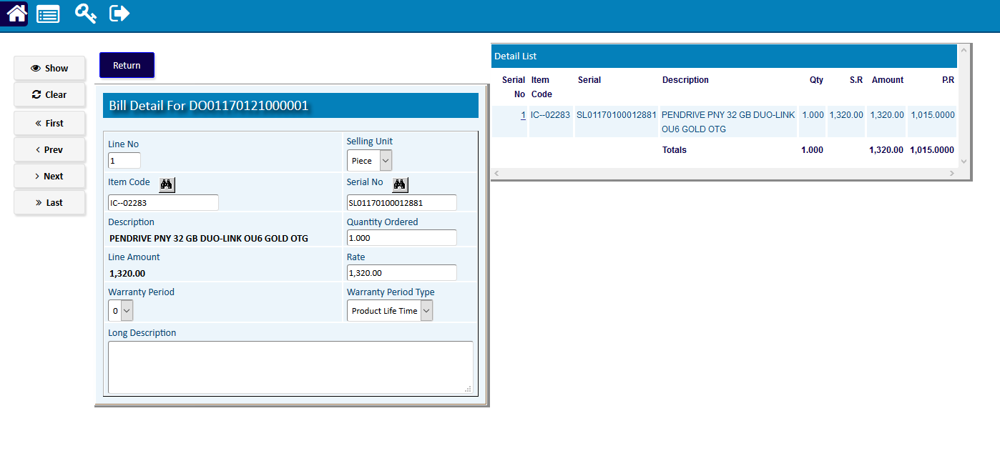 Show
Clear
« First
< Prev
> Next
» Last
Return
Bill Detail For DO01170121000001
Line No
1
Selling Unit
Piece
Item Code
IC--02283
Serial No
SL01170100012881
Description
PENDRIVE PNY 32 GB DUO-LINK OU6 GOLD OTG
Quantity Ordered
1.000
Line Amount
1,320.00
Rate
1,320.00
Warranty Period
0
Warranty Period Type
Product Life Time
Long Description
Detail List
Serial Item Serial Description Qty S.R Amount P.R
No Code
1 IC--02283 SL01170100012881 PENDRIVE PNY 32 GB DUO-LINK 1.000 1,320.00 1,320.00 1,015.0000
OU6 GOLD OTG
Totals 1.000 1,320.00 1,015.0000